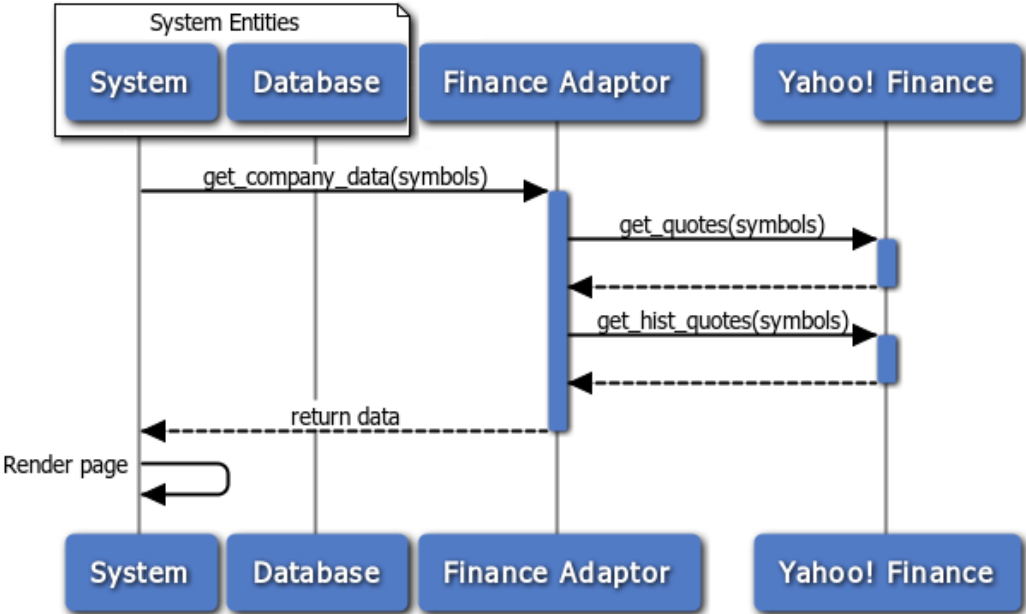 System Entities
System
Database
Finance Adaptor
Yahoo! Finance
get_company_data(symbols)
get_quotes(symbols)
get_hist_quotes(symbols)
return data
Render page
System
Database
Finance Adaptor
Yahoo! Finance